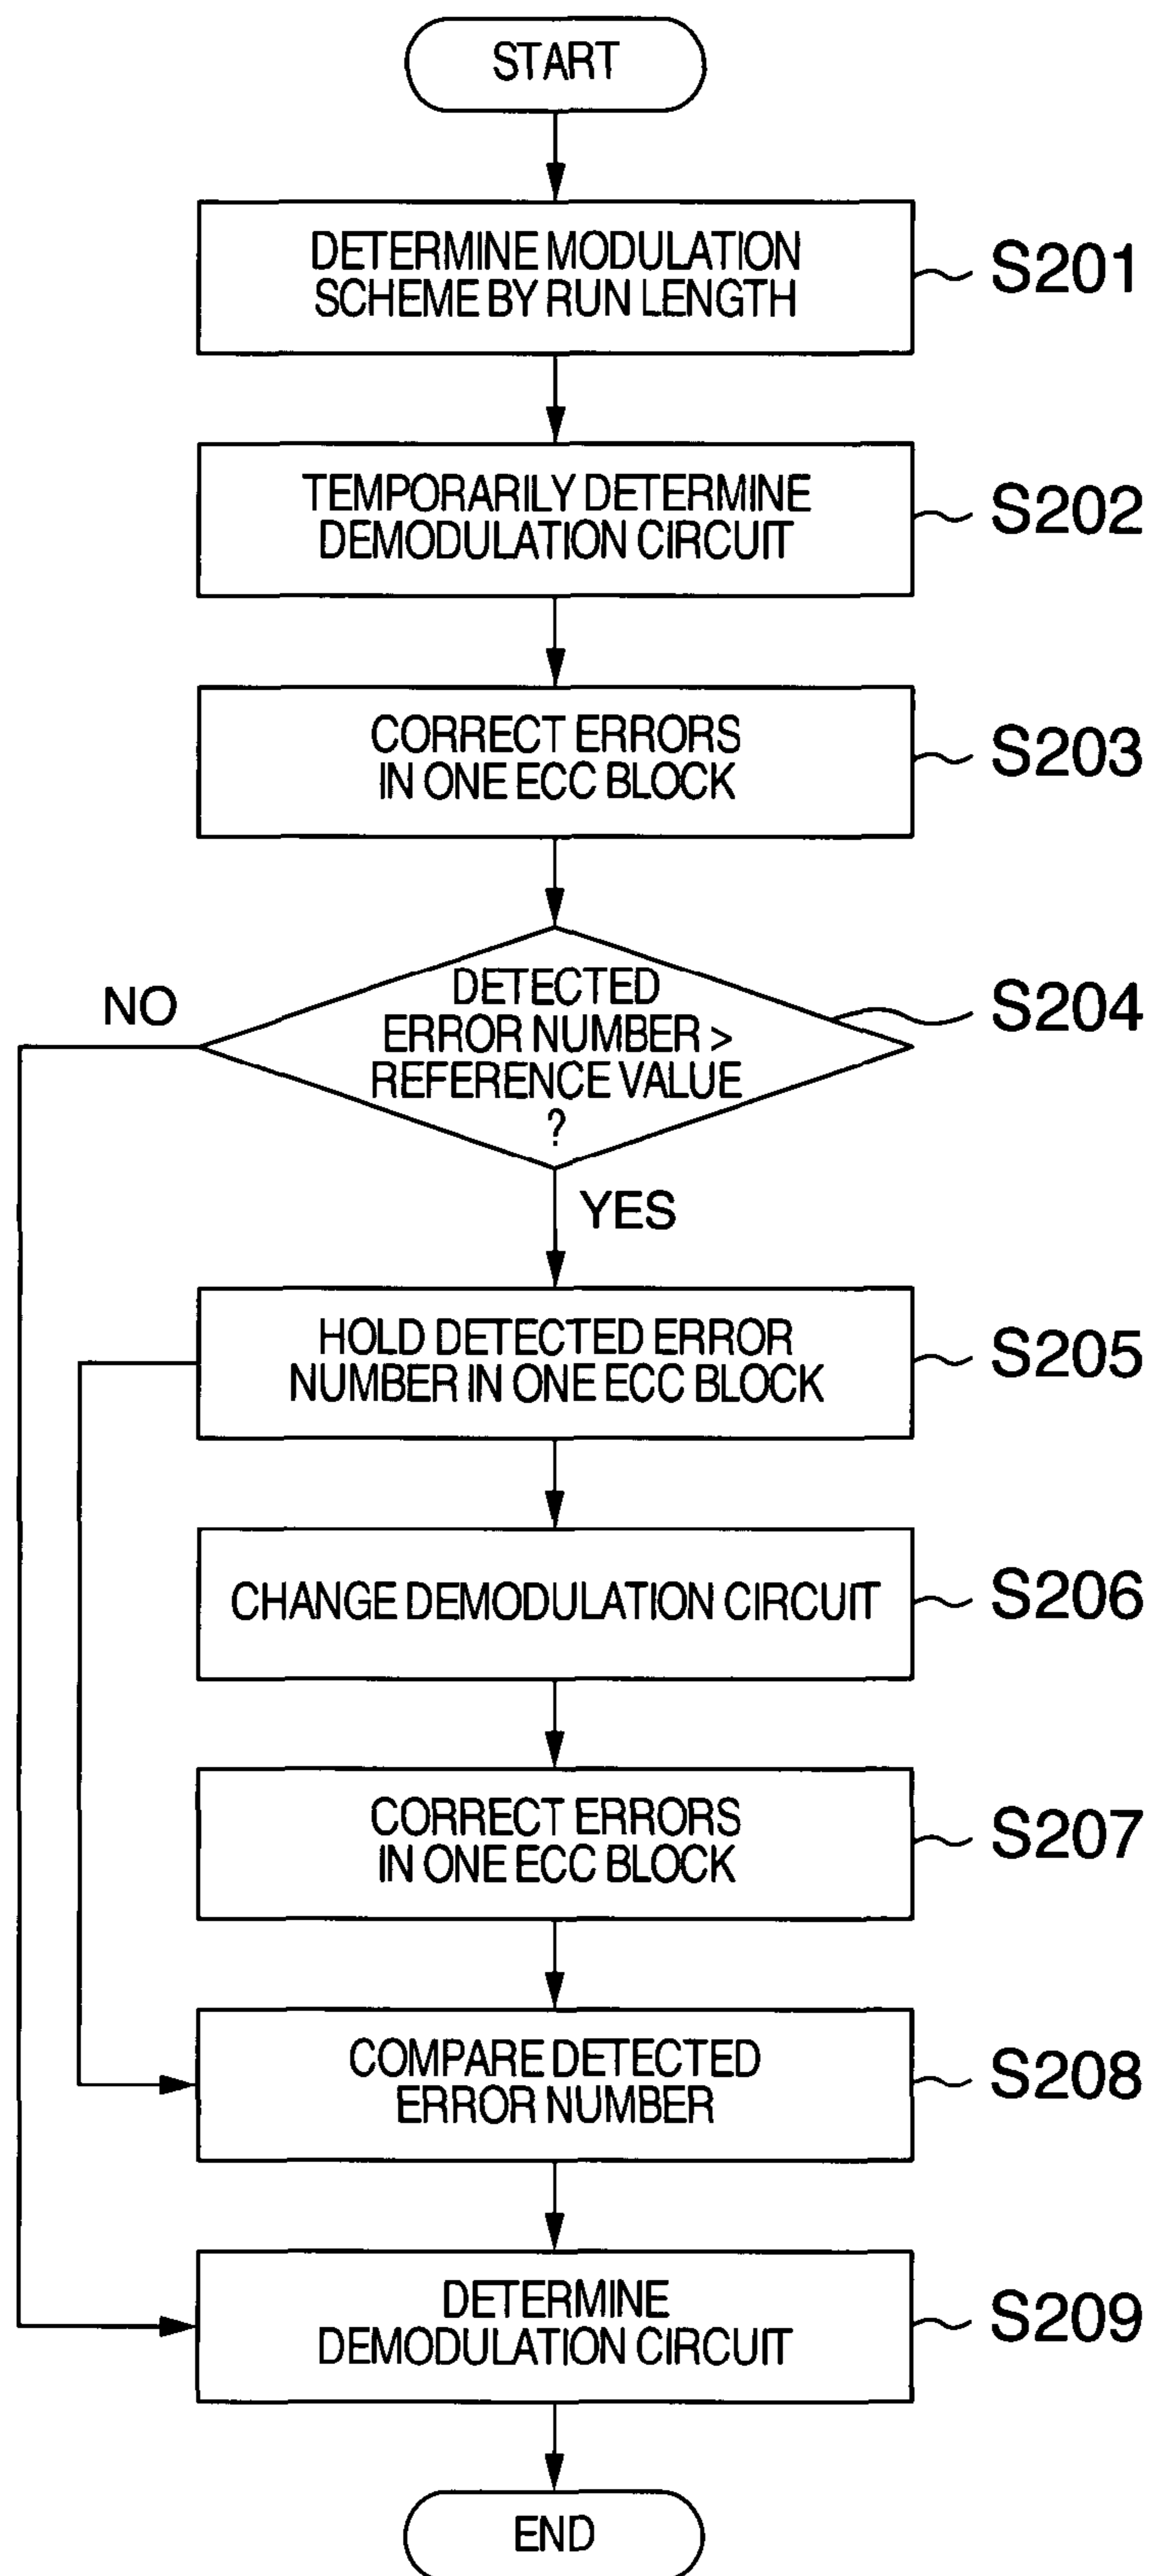 START
DETERMINE MODULATION
SCHEME BY RUN LENGTH
S201
TEMPORARILY DETERMINE
DEMODULATION CIRCUIT
S202
CORRECT ERRORS
IN ONE ECC BLOCK
S203
NO
DETECTED
ERROR NUMBER >
REFERENCE VALUE
?
S204
YES
HOLD DETECTED ERROR
NUMBER IN ONE ECC BLOCK
S205
CHANGE DEMODULATION CIRCUIT
S206
CORRECT ERRORS
IN ONE ECC BLOCK
S207
COMPARE DETECTED
ERROR NUMBER
S208
DETERMINE
DEMODULATION CIRCUIT
S209
END